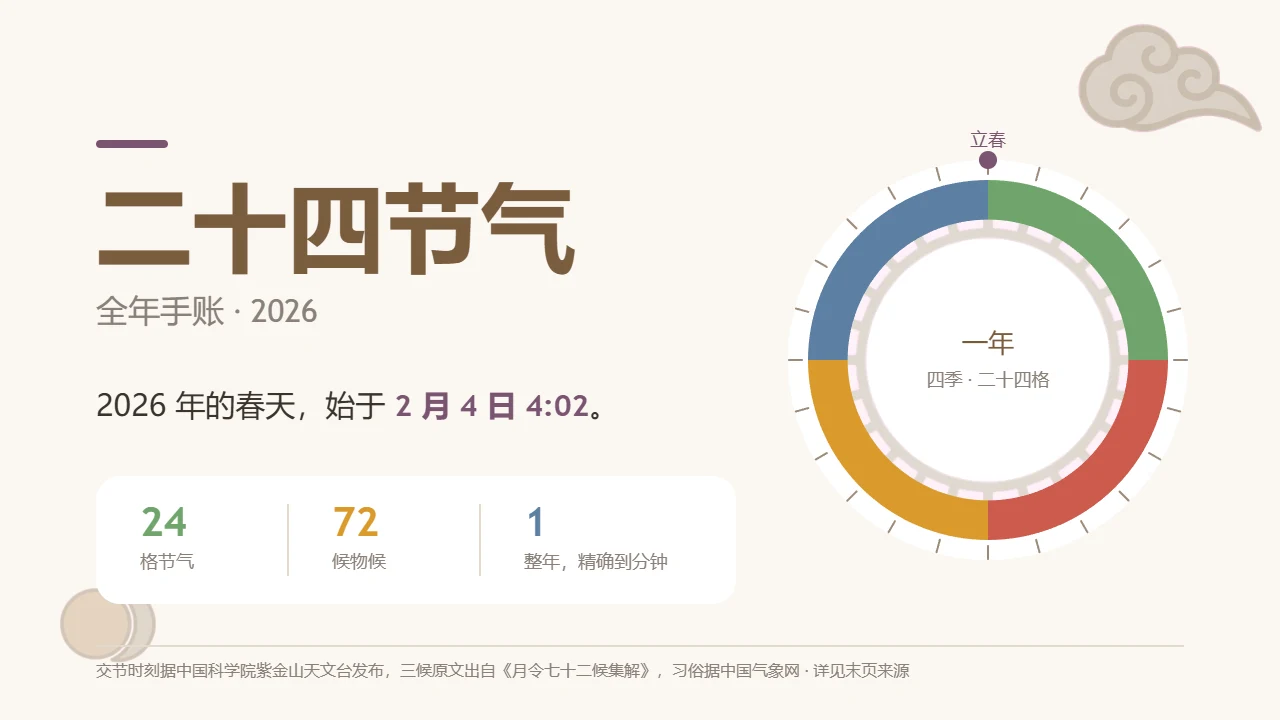 二十四节气
全年手账 · 2026
2026 年的春天，始于 2 月 4 日 4:02。
24
格节气
72
候物候
1
整年，精确到分钟
立春
一年
四季 · 二十四格
交节时刻据中国科学院紫金山天文台发布，三候原文出自《月令七十二候集解》，习俗据中国气象网 · 详见末页来源